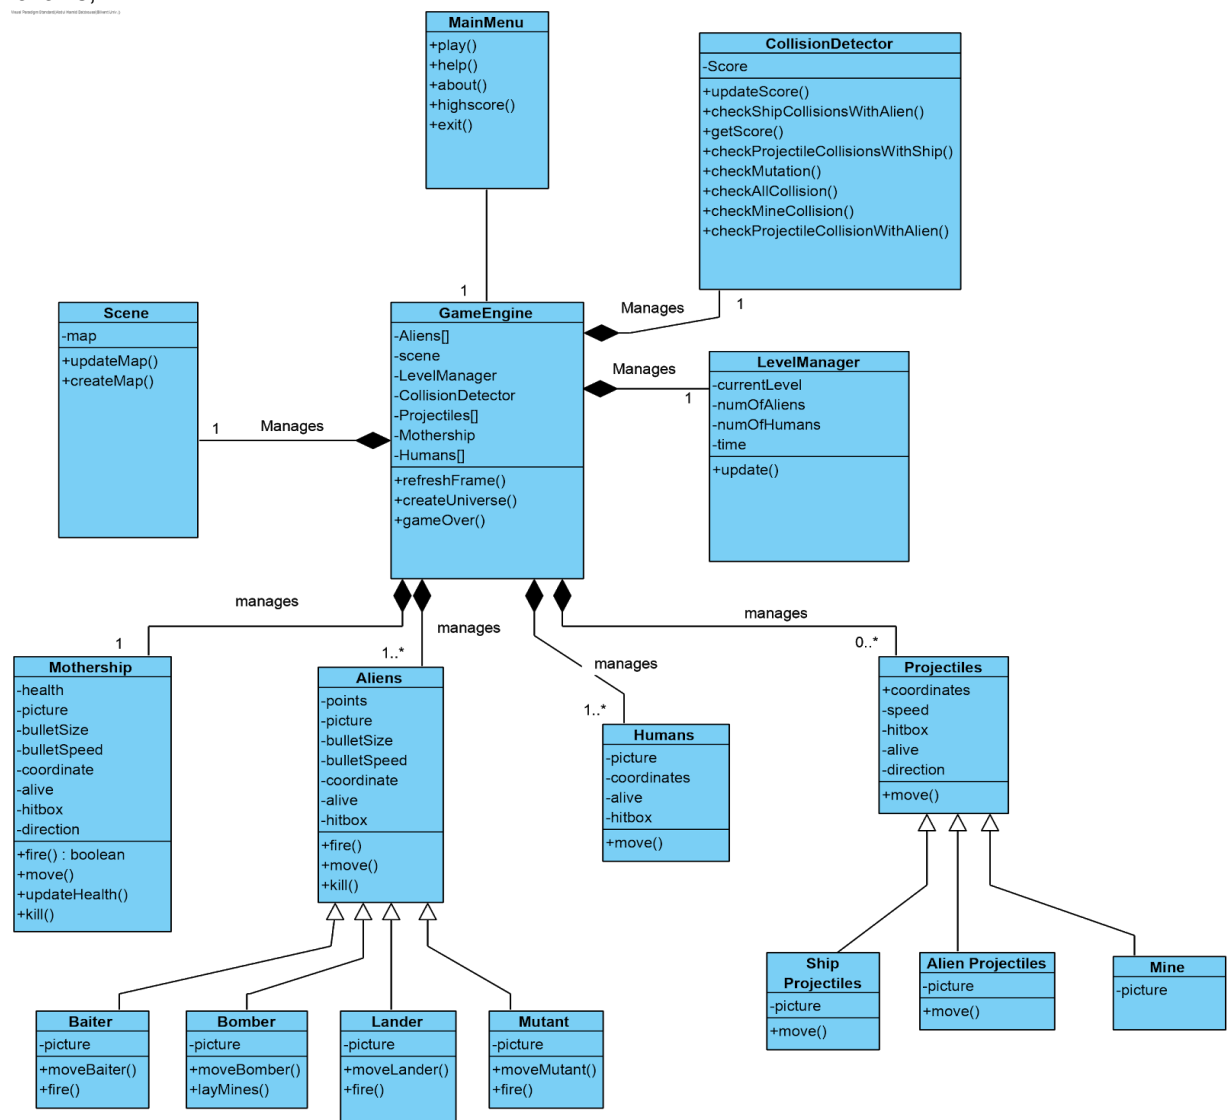 MainMenu
+play()
+help()
+about()
+highscore()
+exit()
CollisionDetector
-Score
+updateScore()
+checkShipCollisionsWithAlien()
+getScore()
+checkProjectileCollisionsWithShip()
+checkMutation()
+checkAllCollision()
+checkMineCollision()
+checkProjectileCollisionWithAlien()
1
Manages
1
Scene
-map
+updateMap()
+createMap()
1
Manages
GameEngine
-Aliens[]
-scene
-LevelManager
-CollisionDetector
-Projectiles[]
-Mothership
-Humans[]
+refreshFrame()
+createUniverse()
+gameOver()
Manages
1
LevelManager
-currentLevel
-numOfAliens
-numOfHumans
-time
+update()
manages
1
manages
1..*
manages
1..*
manages
0..*
Mothership
-health
-picture
-bulletSize
-bulletSpeed
-coordinate
-alive
-hitbox
-direction
+fire() : boolean
+move()
+updateHealth()
+kill()
Aliens
-points
-picture
-bulletSize
-bulletSpeed
-coordinate
-alive
-hitbox
+fire()
+move()
+kill()
Humans
-picture
-coordinates
-alive
-hitbox
+move()
Projectiles
+coordinates
-speed
-hitbox
-alive
-direction
+move()
Ship
Projectiles
-picture
+move()
Alien Projectiles
-picture
+move()
Mine
-picture
Baiter
-picture
+moveBaiter()
+fire()
Bomber
-picture
+moveBomber()
+layMines()
Lander
-picture
+moveLander()
+fire()
Mutant
-picture
+moveMutant()
+fire()